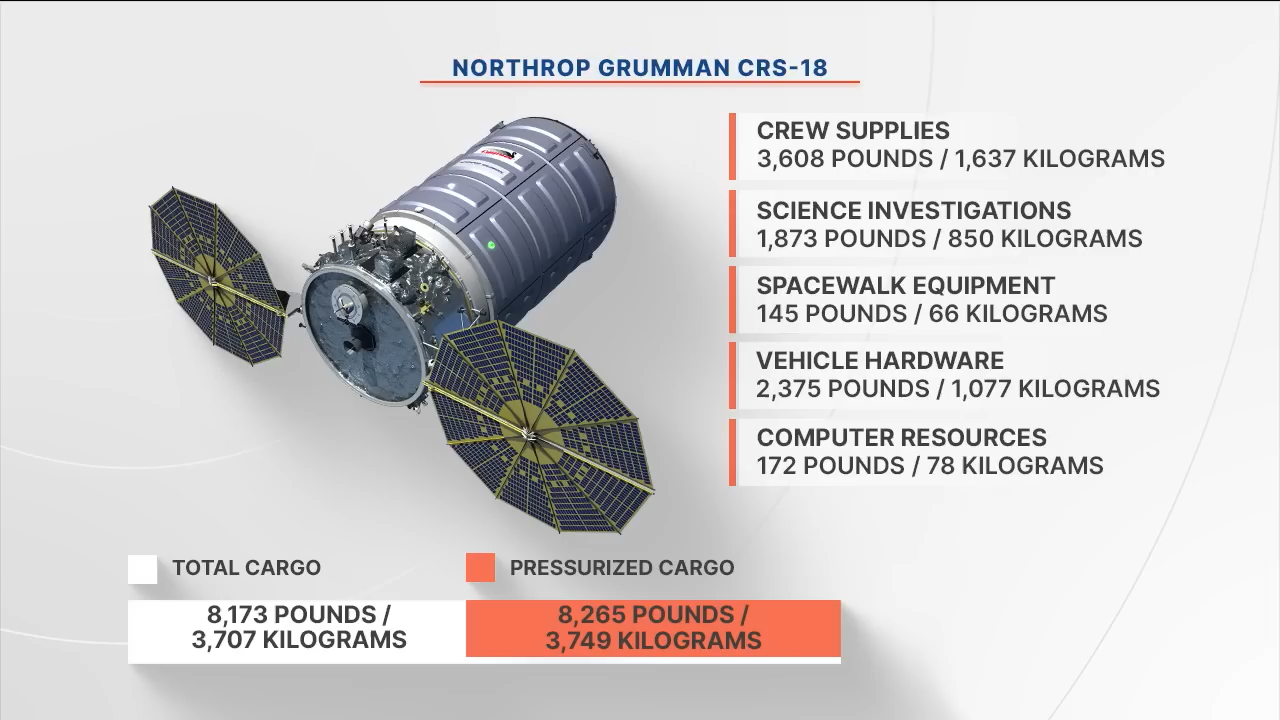 NORTHROP GRUMMAN CRS-18
CREW SUPPLIES
3,608 POUNDS / 1,637 KILOGRAMS
SCIENCE INVESTIGATIONS
1,873 POUNDS / 850 KILOGRAMS
SPACEWALK EQUIPMENT
145 POUNDS / 66 KILOGRAMS
VEHICLE HARDWARE
2,375 POUNDS / 1,077 KILOGRAMS
COMPUTER RESOURCES
172 POUNDS / 78 KILOGRAMS
TOTAL CARGO
8,173 POUNDS /
3,707 KILOGRAMS
PRESSURIZED CARGO
8,265 POUNDS /
3,749 KILOGRAMS